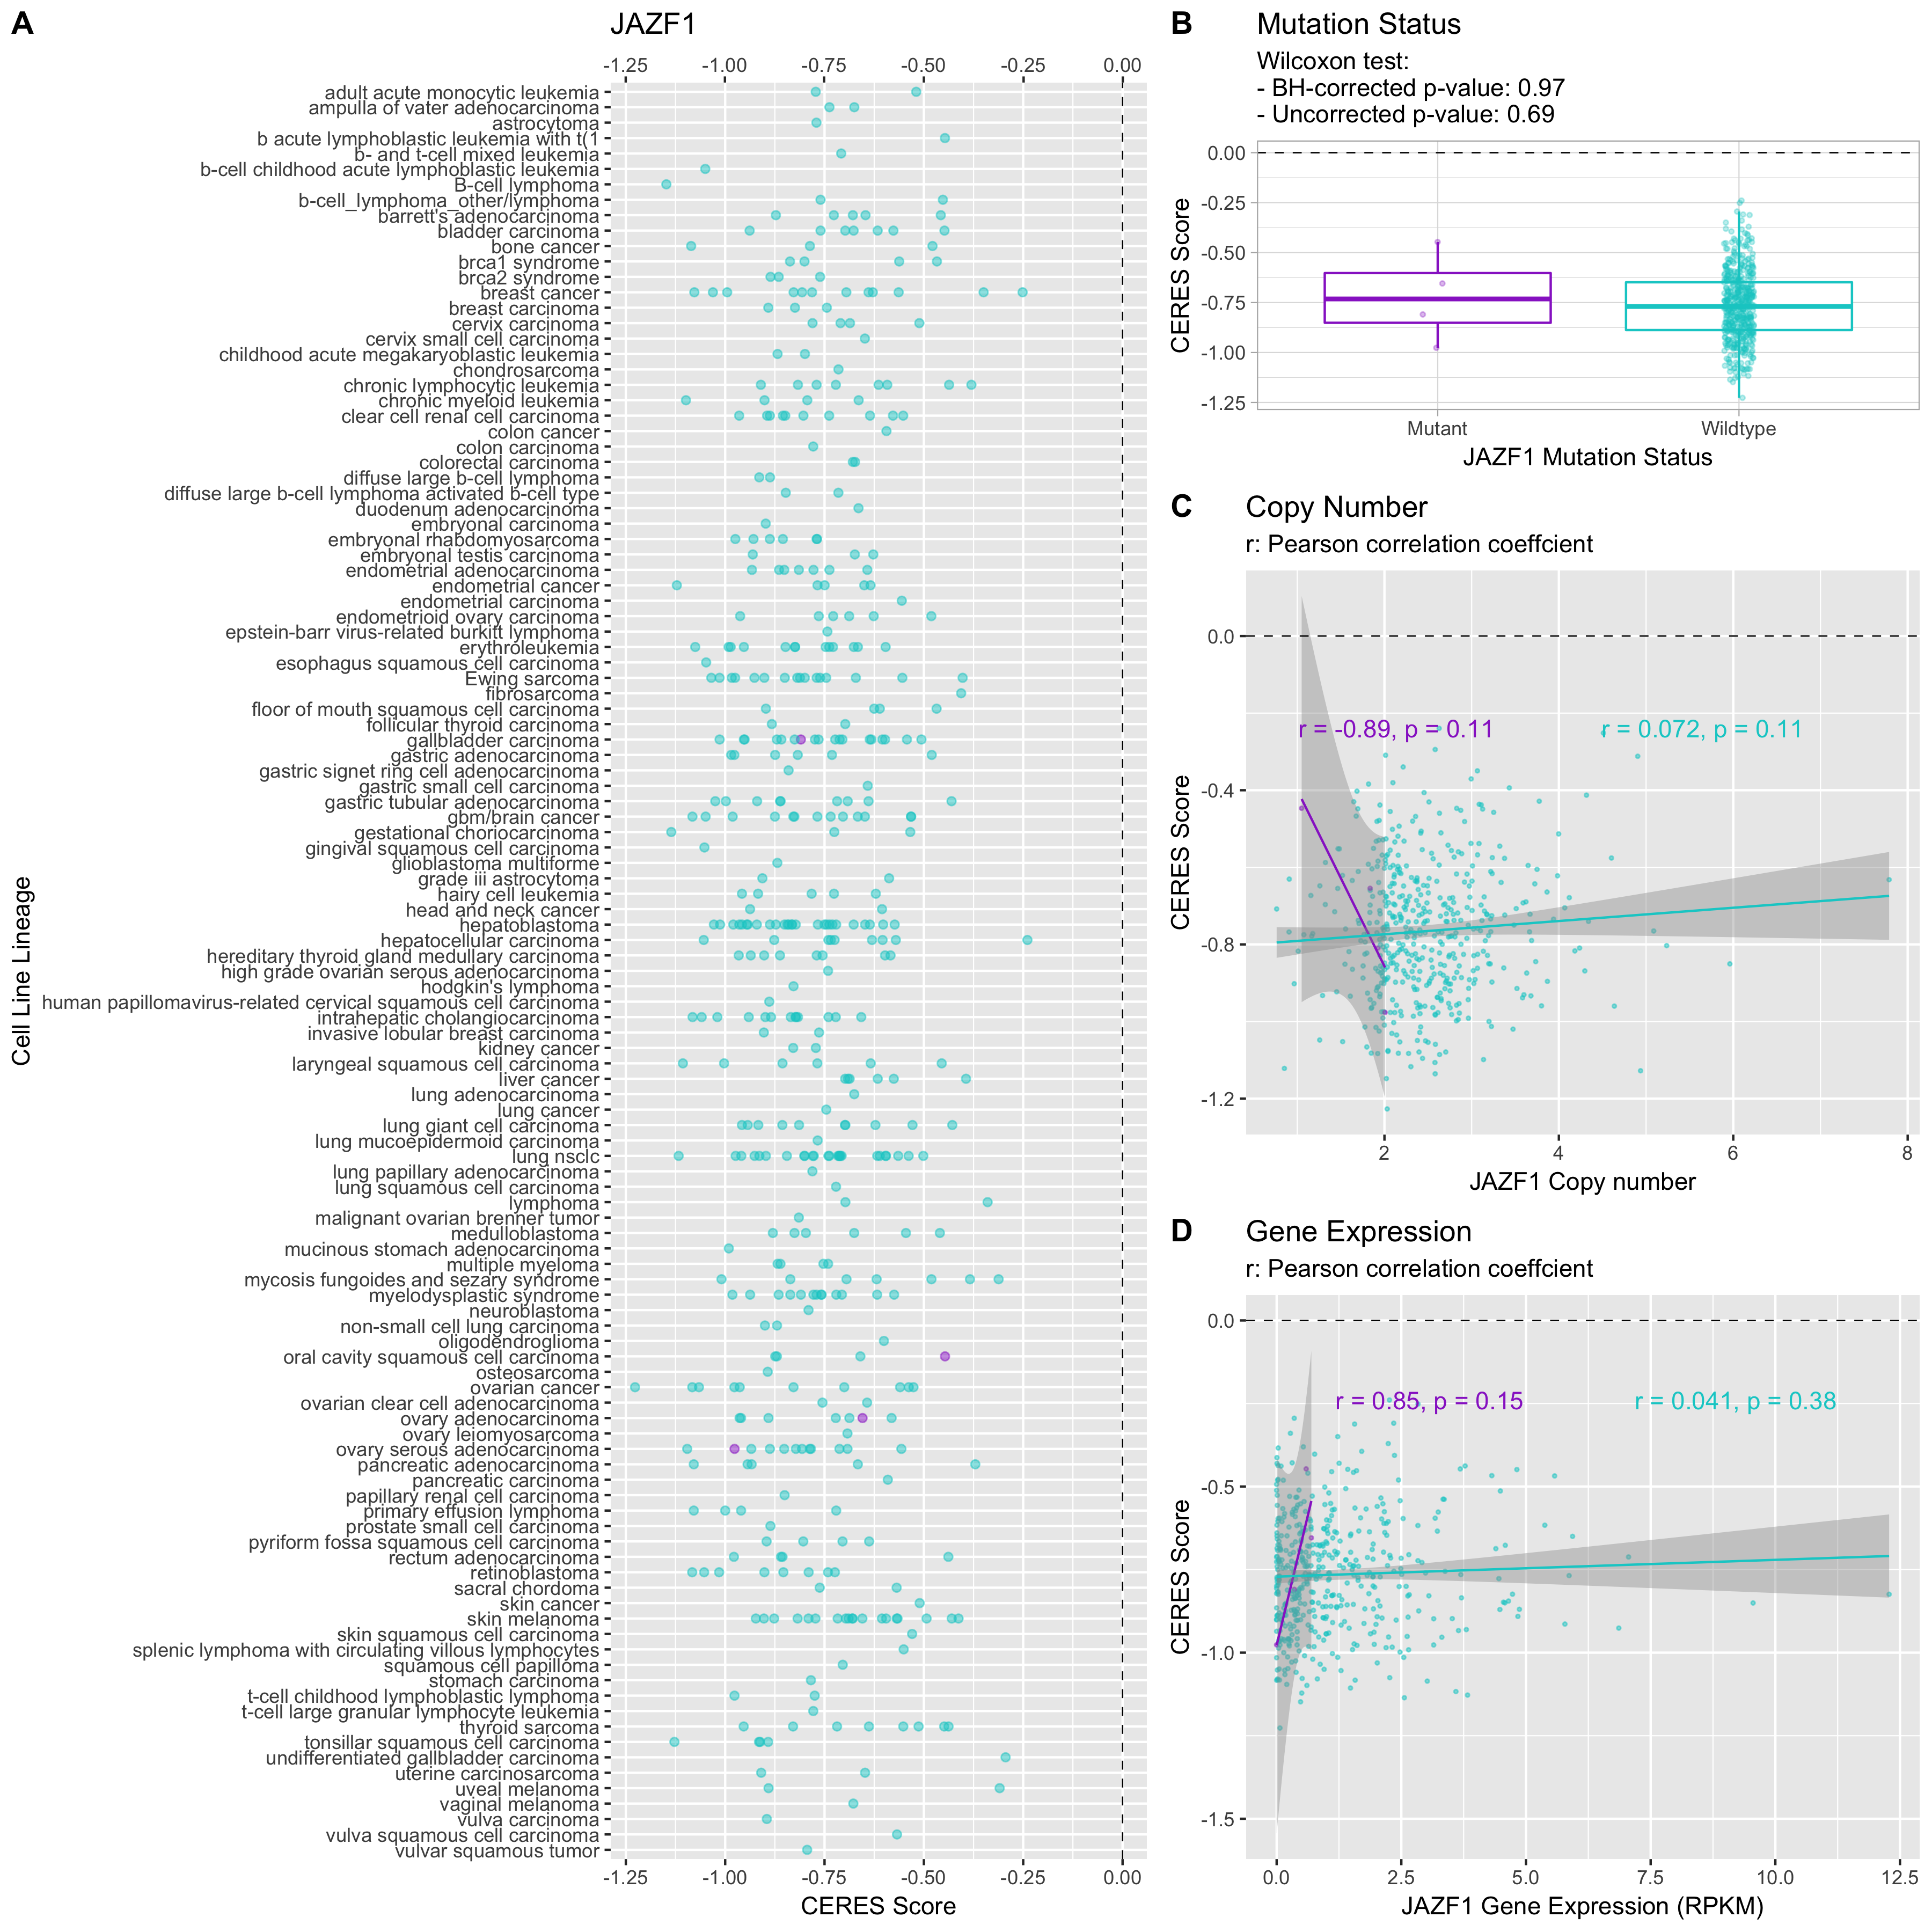 A
JAZF1
-1.25 -1.00 -0.75 -0.50 -0.25 0.00
Cell Line Lineage
adult acute monocytic leukemia
ampulla of vater adenocarcinoma
astrocytoma
b acute lymphoblastic leukemia with t(1
b- and t-cell mixed leukemia
b-cell childhood acute lymphoblastic leukemia
B-cell lymphoma
b-cell_lymphoma_other/lymphoma
barrett's adenocarcinoma
bladder carcinoma
bone cancer
brca1 syndrome
brca2 syndrome
breast cancer
breast carcinoma
cervix carcinoma
cervix small cell carcinoma
childhood acute megakaryoblastic leukemia
chondrosarcoma
chronic lymphocytic leukemia
chronic myeloid leukemia
clear cell renal cell carcinoma
colon cancer
colon carcinoma
colorectal carcinoma
diffuse large b-cell lymphoma
diffuse large b-cell lymphoma activated b-cell type
duodenum adenocarcinoma
embryonal carcinoma
embryonal rhabdomyosarcoma
embryonal testis carcinoma
endometrial adenocarcinoma
endometrial cancer
endometrial carcinoma
endometrioid ovary carcinoma
epstein-barr virus-related burkitt lymphoma
erythroleukemia
esophagus squamous cell carcinoma
Ewing sarcoma
fibrosarcoma
floor of mouth squamous cell carcinoma
follicular thyroid carcinoma
gallbladder carcinoma
gastric adenocarcinoma
gastric signet ring cell adenocarcinoma
gastric small cell carcinoma
gastric tubular adenocarcinoma
gbm/brain cancer
gestational choriocarcinoma
gingival squamous cell carcinoma
glioblastoma multiforme
grade iii astrocytoma
hairy cell leukemia
head and neck cancer
hepatoblastoma
hepatocellular carcinoma
hereditary thyroid gland medullary carcinoma
high grade ovarian serous adenocarcinoma
hodgkin's lymphoma
human papillomavirus-related cervical squamous cell carcinoma
intrahepatic cholangiocarcinoma
invasive lobular breast carcinoma
kidney cancer
laryngeal squamous cell carcinoma
liver cancer
lung adenocarcinoma
lung cancer
lung giant cell carcinoma
lung mucoepidermoid carcinoma
lung nsclc
lung papillary adenocarcinoma
lung squamous cell carcinoma
lymphoma
malignant ovarian brenner tumor
medulloblastoma
mucinous stomach adenocarcinoma
multiple myeloma
mycosis fungoides and sezary syndrome
myelodysplastic syndrome
neuroblastoma
non-small cell lung carcinoma
oligodendroglioma
oral cavity squamous cell carcinoma
osteosarcoma
ovarian cancer
ovarian clear cell adenocarcinoma
ovary adenocarcinoma
ovary leiomyosarcoma
ovary serous adenocarcinoma
pancreatic adenocarcinoma
pancreatic carcinoma
papillary renal cell carcinoma
primary effusion lymphoma
prostate small cell carcinoma
pyriform fossa squamous cell carcinoma
rectum adenocarcinoma
retinoblastoma
sacral chordoma
skin cancer
skin melanoma
skin squamous cell carcinoma
splenic lymphoma with circulating villous lymphocytes
squamous cell papilloma
stomach carcinoma
t-cell childhood lymphoblastic lymphoma
t-cell large granular lymphocyte leukemia
thyroid sarcoma
tonsillar squamous cell carcinoma
undifferentiated gallbladder carcinoma
uterine carcinosarcoma
uveal melanoma
vaginal melanoma
vulva carcinoma
vulva squamous cell carcinoma
vulvar squamous tumor
-1.25 -1.00 -0.75 -0.50 -0.25 0.00
CERES Score
B
Mutation Status
Wilcoxon test:
- BH-corrected p-value: 0.97
- Uncorrected p-value: 0.69
CERES Score
0.00
-0.25
-0.50
-0.75
-1.00
-1.25
Mutant Wildtype
JAZF1 Mutation Status
C
Copy Number
r: Pearson correlation coeffcient
CERES Score
0.0
-0.4
-0.8
-1.2
r = -0.89, p = 0.11
r = 0.072, p = 0.11
2 4 6 8
JAZF1 Copy number
D
Gene Expression
r: Pearson correlation coeffcient
CERES Score
0.0
-0.5
-1.0
-1.5
r = 0.85, p = 0.15
r = 0.041, p = 0.38
0.0 2.5 5.0 7.5 10.0 12.5
JAZF1 Gene Expression (RPKM)